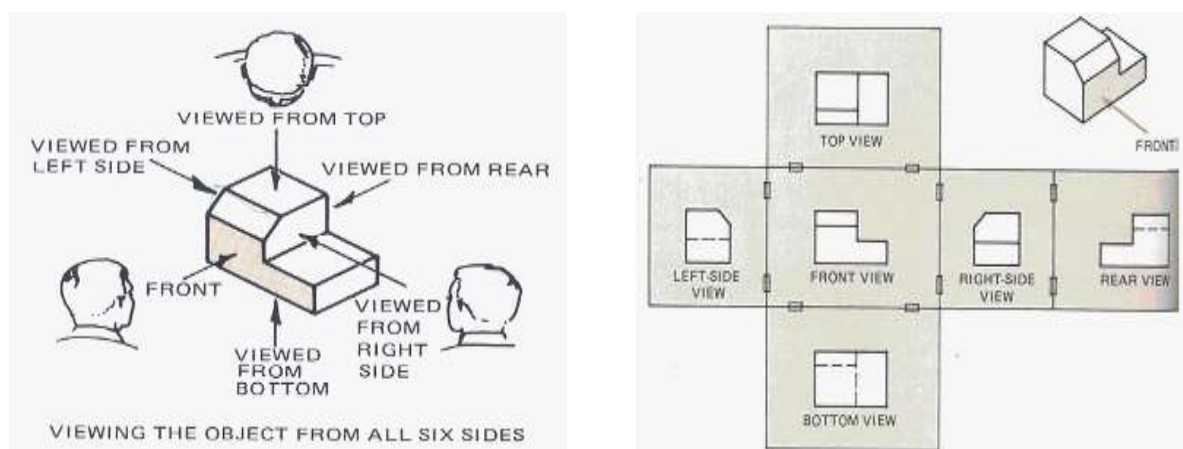 VIEWED FROM TOP
VIEWED FROM
LEFT SIDE
VIEWED FROM REAR
FRONT
VIEWED
FROM
RIGHT
SIDE
VIEWED
FROM
BOTTOM
VIEWING THE OBJECT FROM ALL SIX SIDES
TOP VIEW
FRONT
LEFT-SIDE
VIEW
FRONT VIEW
RIGHT-SIDE
VIEW
REAR VIEW
BOTTOM VIEW